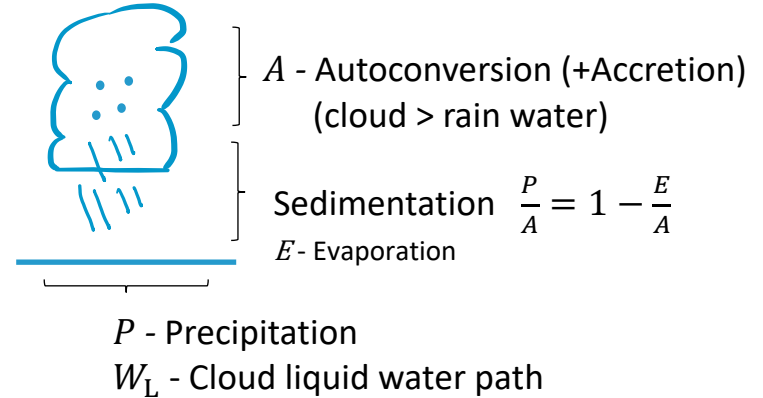 A - Autoconversion (+Accretion)
(cloud > rain water)
Sedimentation P/A = 1 − E/A
E - Evaporation
P - Precipitation
W_L - Cloud liquid water path